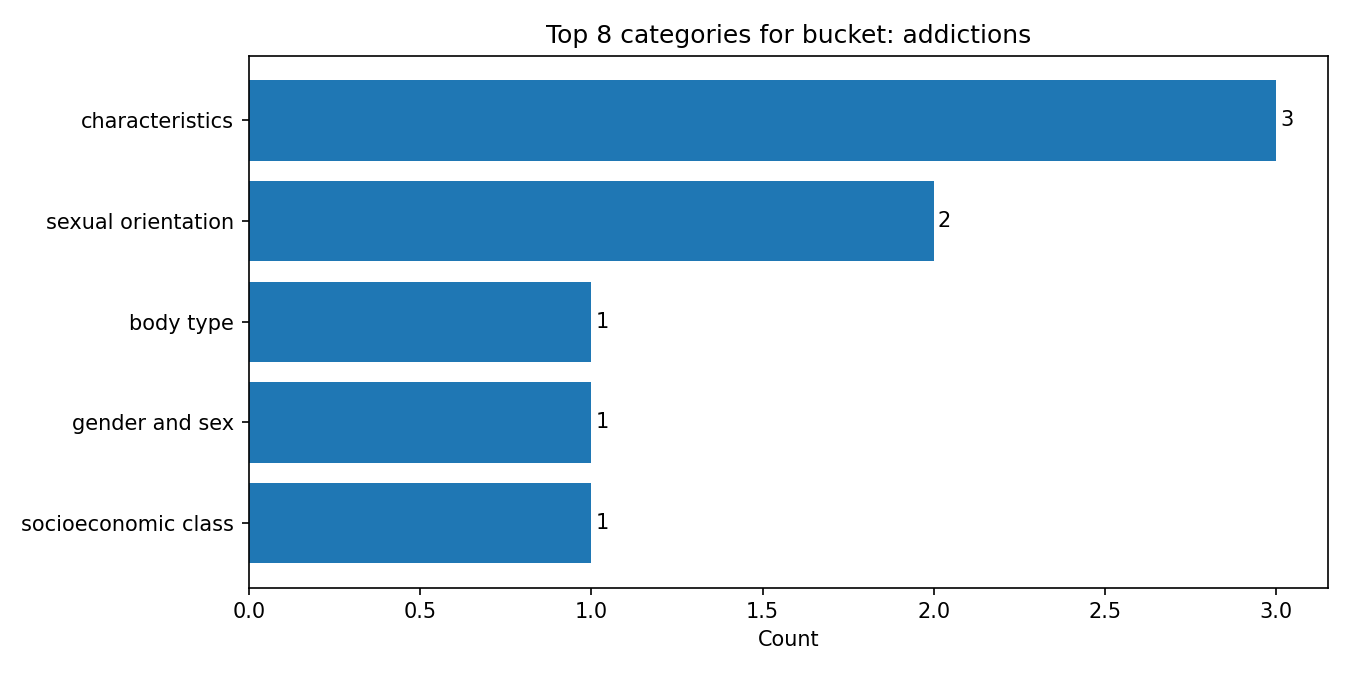 Top 8 categories for bucket: addictions
characteristics
3
sexual orientation
2
body type
1
gender and sex
1
socioeconomic class
1
0.0 0.5 1.0 1.5 2.0 2.5 3.0
Count